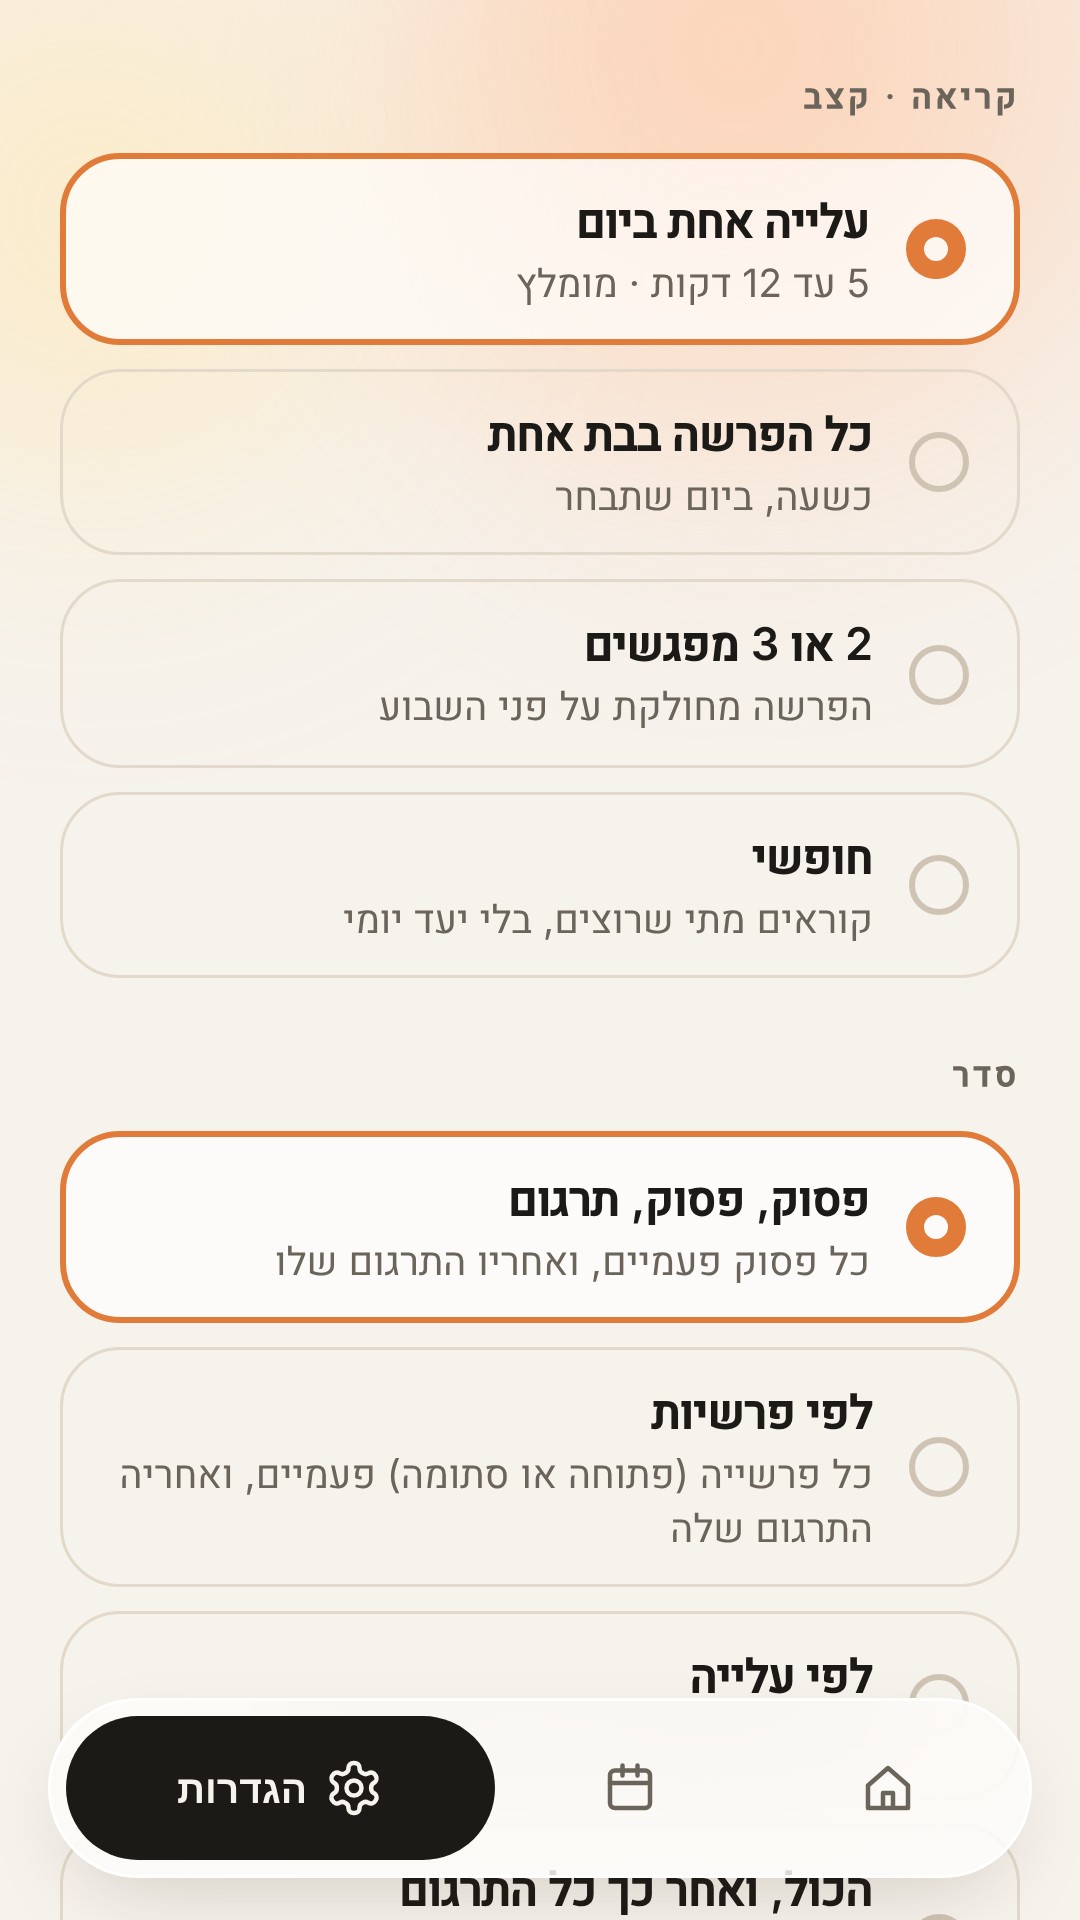 קריאה · קצב
עלייה אחת ביום
5 עד 12 דקות · מומלץ
כל הפרשה בבת אחת
כשעה, ביום שתבחר
2 או 3 מפגשים
הפרשה מחולקת על פני השבוע
חופשי
קוראים מתי שרוצים, בלי יעד יומי
סדר
פסוק, פסוק, תרגום
כל פסוק פעמיים, ואחריו התרגום שלו
לפי פרשיות
כל פרשייה (פתוחה או סתומה) פעמיים, ואחריה
התרגום שלה
לפי עלייה
הגדרות
הכול, ואחר כך כל התרגום